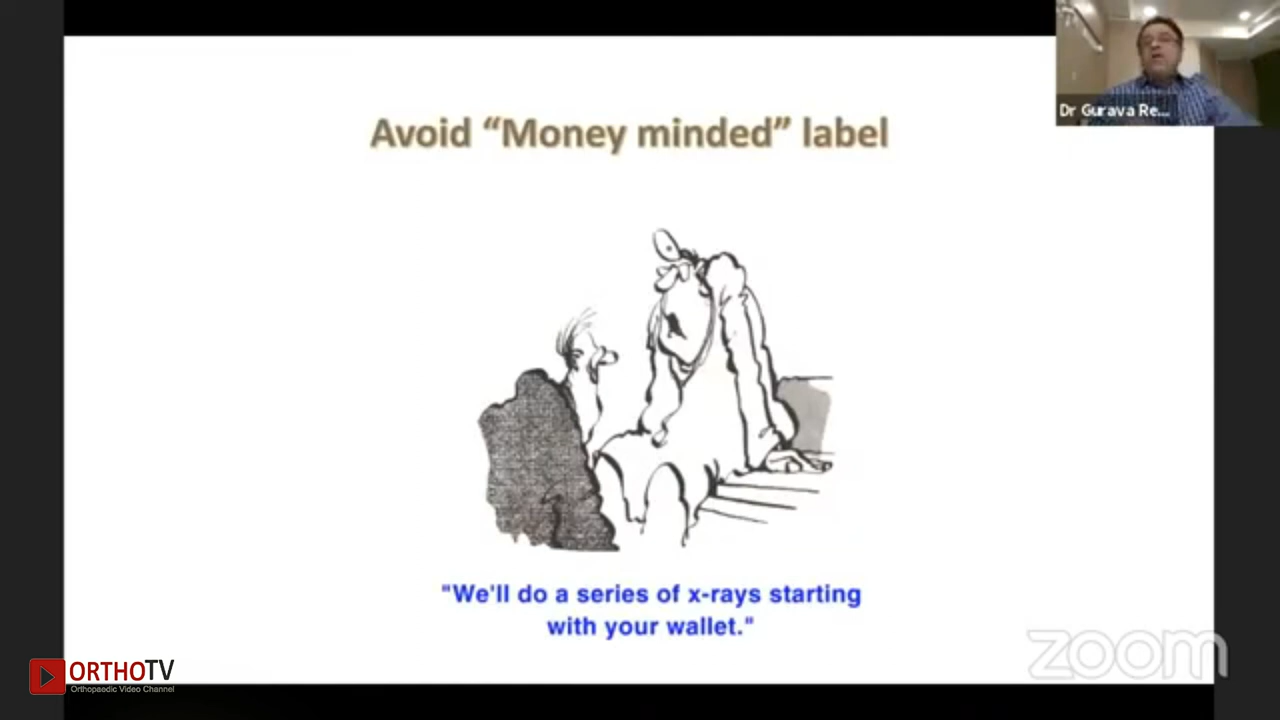 Dr Gurava Re...
Avoid “Money minded” label
"We'll do a series of x-rays starting
with your wallet."
zoom
ORTHOTV
Orthopaedic Video Channel